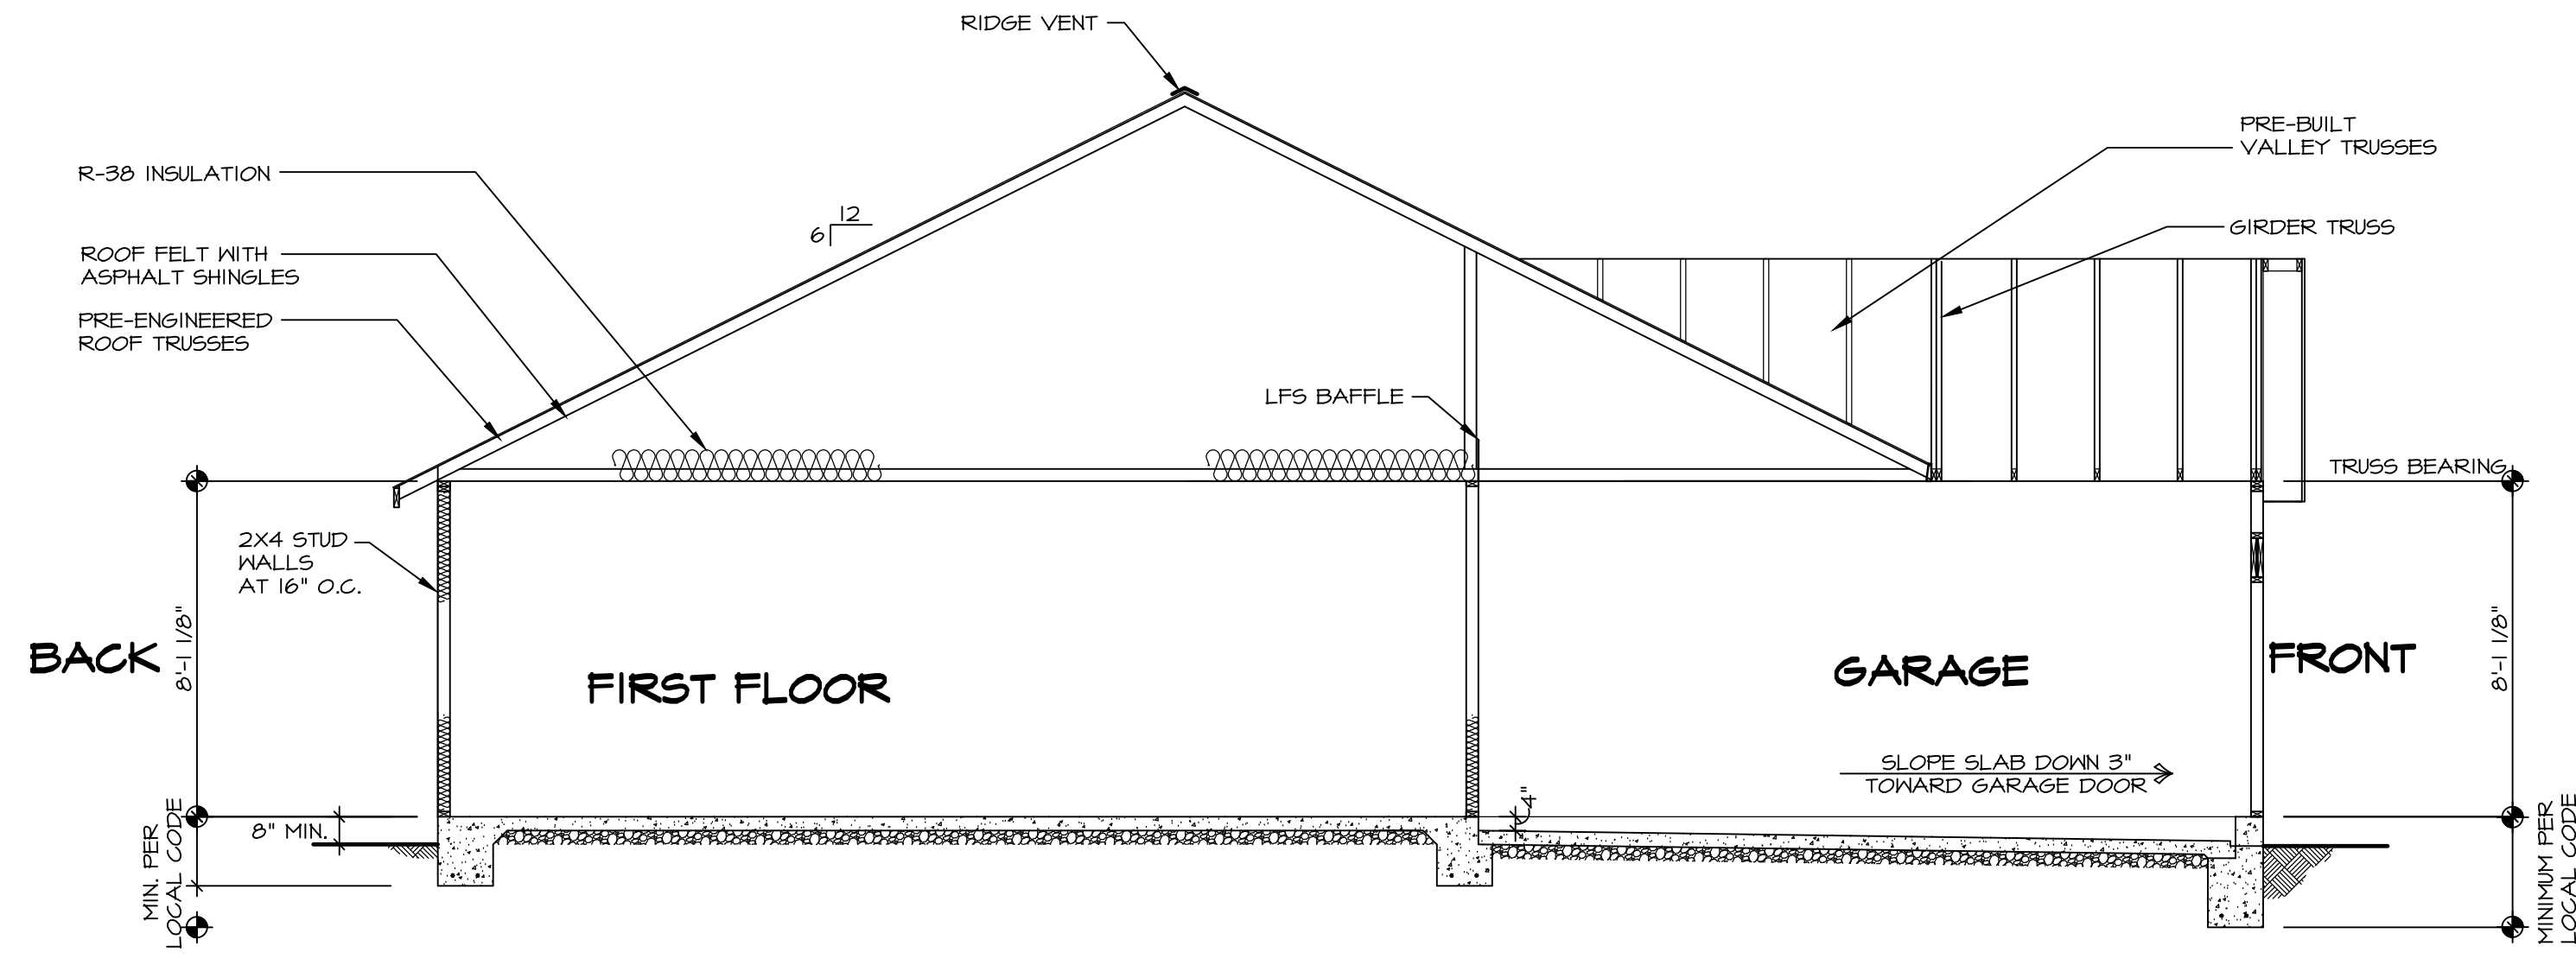 RIDGE VENT
PRE-BUILT
VALLEY TRUSSES
R-38 INSULATION
12
6
GIRDER TRUSS
ROOF FELT WITH
ASPHALT SHINGLES
PRE-ENGINEERED
ROOF TRUSSES
LFS BAFFLE
TRUSS BEARING
2X4 STUD
WALLS
AT 16" O.C.
BACK
8'-1 1/8"
FIRST FLOOR
GARAGE
FRONT
8'-1 1/8"
SLOPE SLAB DOWN 3"
TOWARD GARAGE DOOR
4"
8" MIN.
MIN. PER
LOCAL CODE
MINIMUM PER
LOCAL CODE